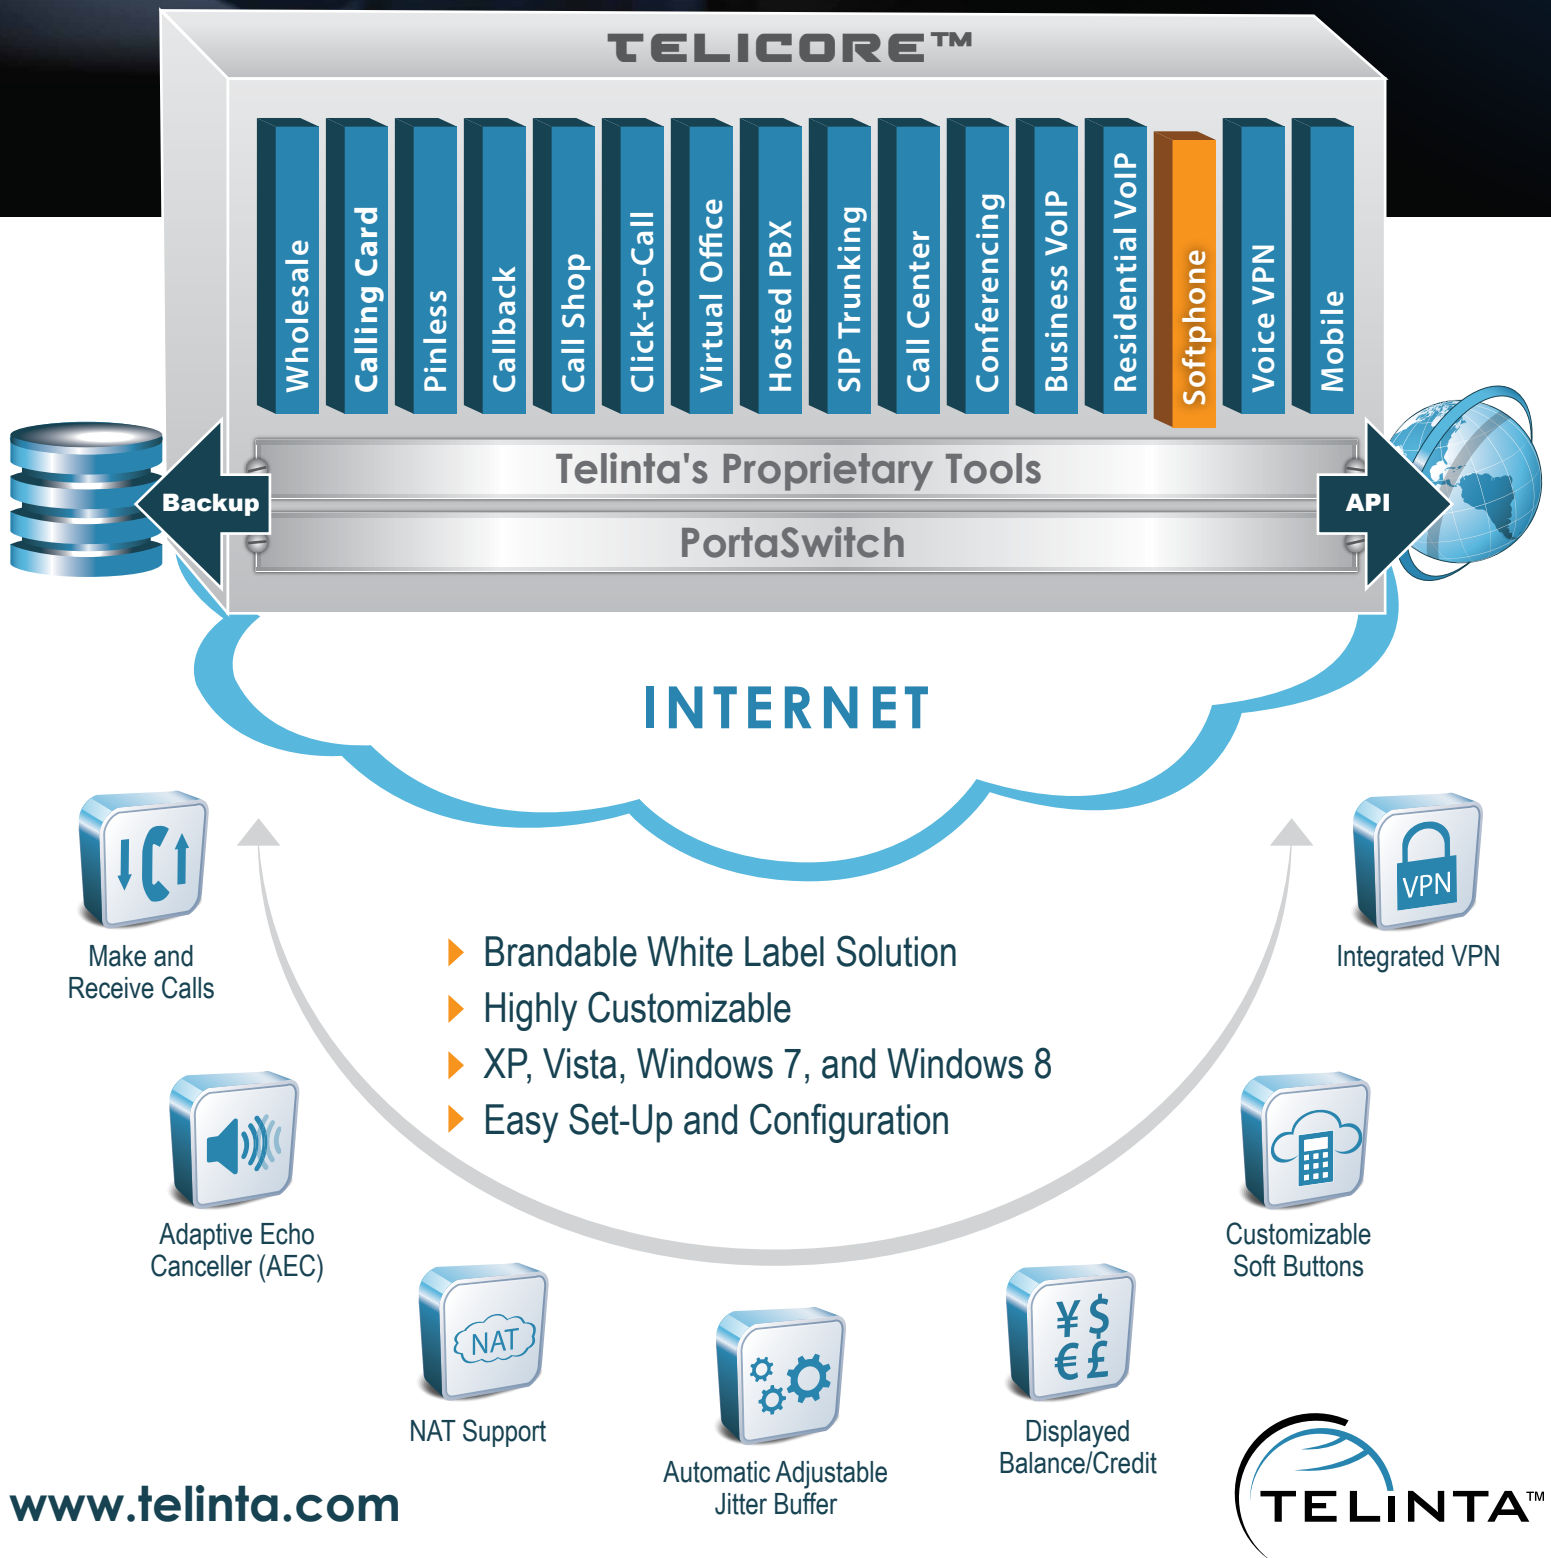 TELICORE™
Wholesale
Calling Card
Pinless
Callback
Call Shop
Click-to-Call
Virtual Office
Hosted PBX
SIP Trunking
Call Center
Conferencing
Business VoIP
Residential VoIP
Softphone
Voice VPN
Mobile
Telinta's Proprietary Tools
Backup
API
PortaSwitch
INTERNET
VPN
Make and
Receive Calls
Integrated VPN
Brandable White Label Solution
Highly Customizable
XP, Vista, Windows 7, and Windows 8
Easy Set-Up and Configuration
Adaptive Echo
Canceller (AEC)
Customizable
Soft Buttons
NAT
NAT Support
¥ $
€ £
Displayed
Balance/Credit
Automatic Adjustable
Jitter Buffer
www.telinta.com
TELINTA™